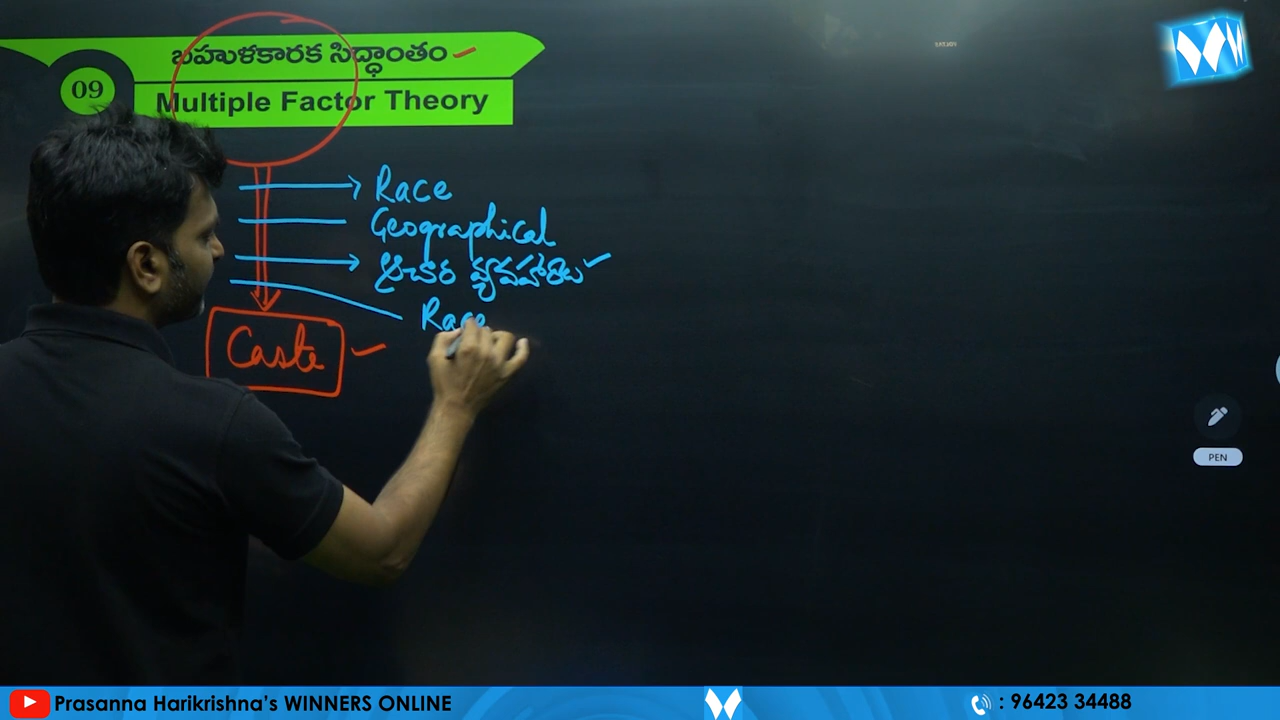 బహుళకారక సిద్ధాంతం
09
Multiple Factor Theory
Race
Geographical
ఆచార వ్యవహారాలు
Race
Caste
PEN
Prasanna Harikrishna's WINNERS ONLINE
: 96423 34488